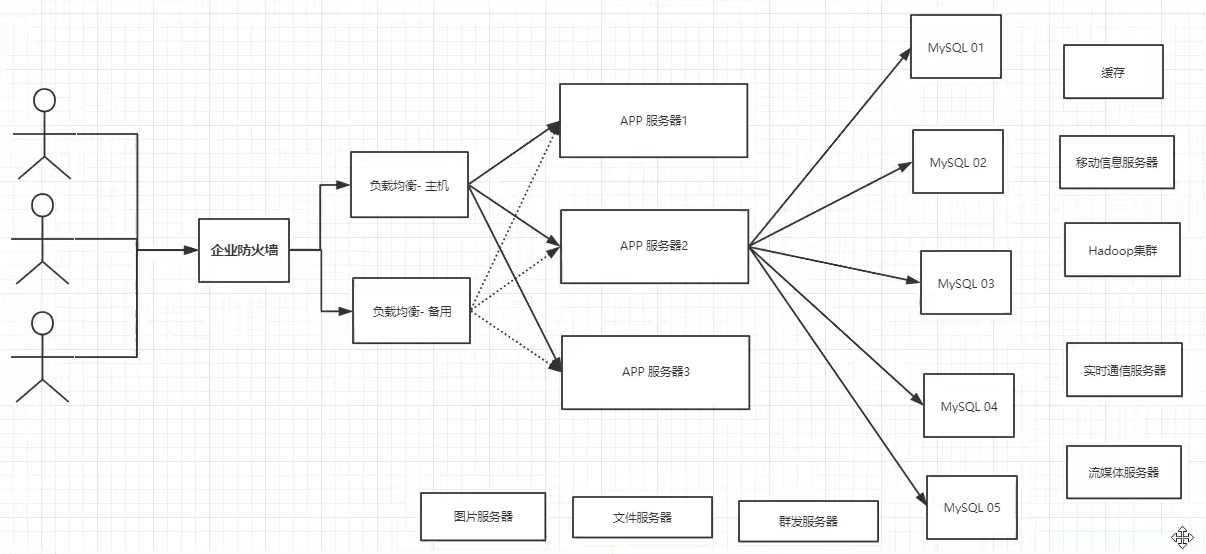 企业防火墙
负载均衡- 主机
负载均衡- 备用
APP 服务器1
APP 服务器2
APP 服务器3
MySQL 01
MySQL 02
MySQL 03
MySQL 04
MySQL 05
缓存
移动信息服务器
Hadoop集群
实时通信服务器
流媒体服务器
图片服务器
文件服务器
群发服务器